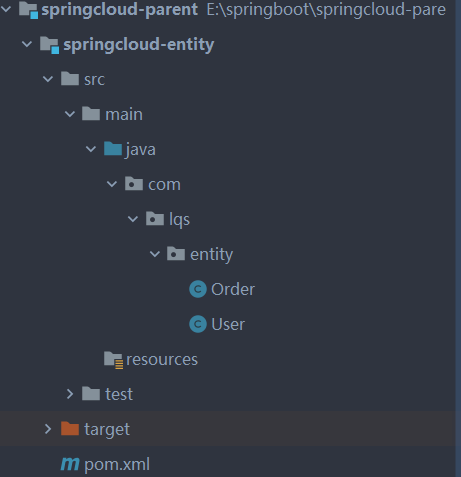 springcloud-parent E:\springboot\springcloud-pare
springcloud-entity
src
main
java
com
lqs
entity
Order
User
resources
test
target
pom.xml